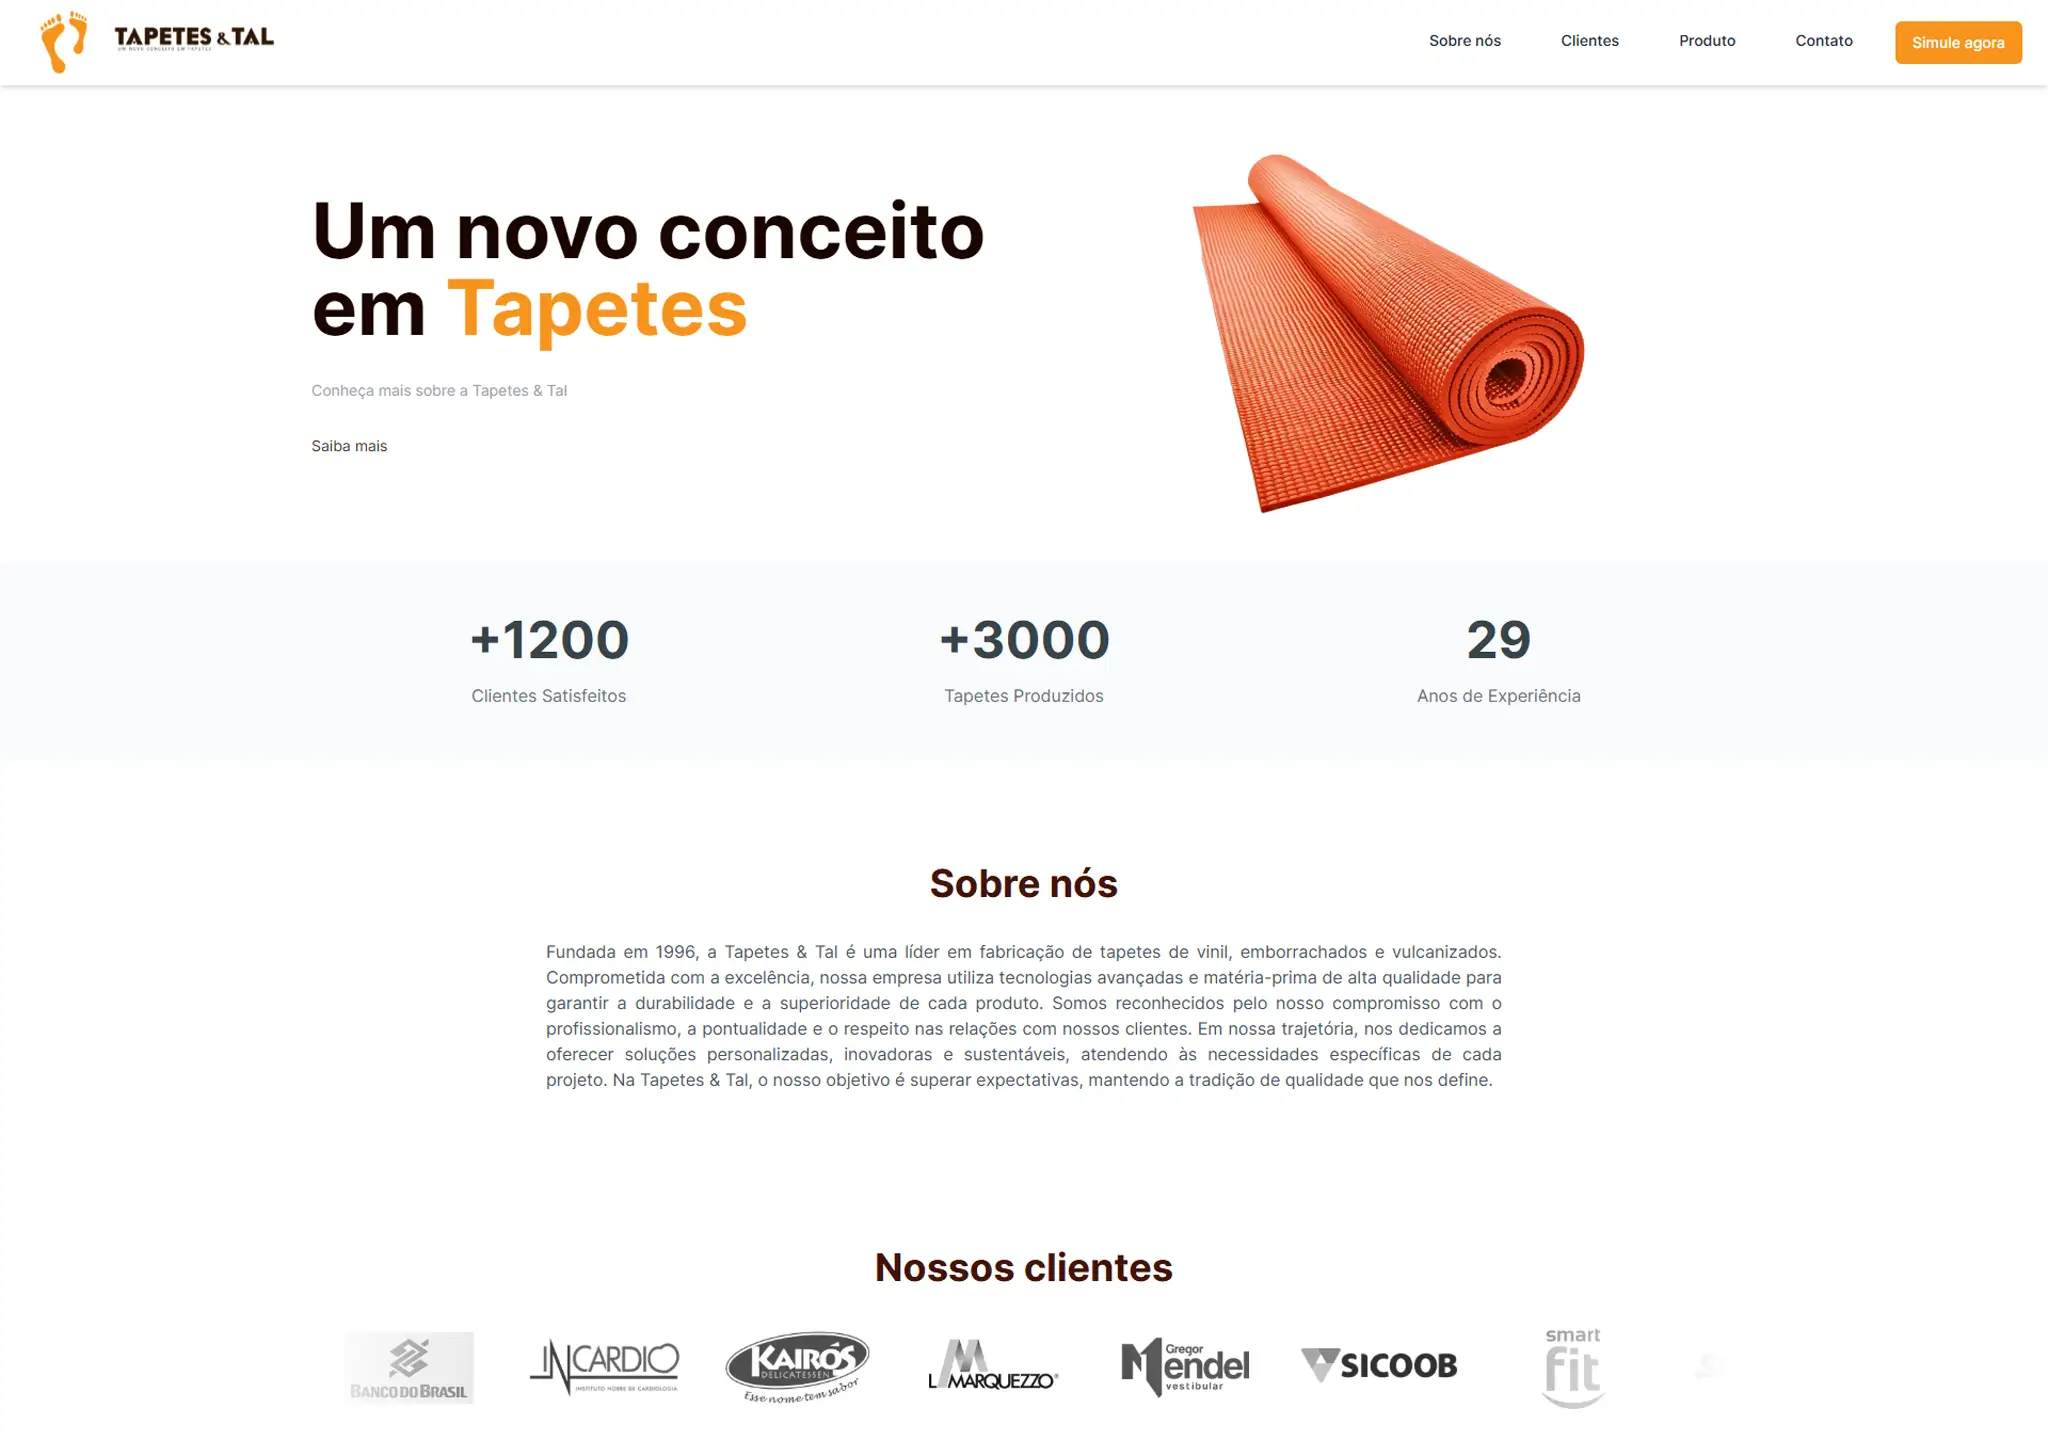 TAPETES & TAL
UM NOVO CONCEITO EM TAPETES
Sobre nós
Clientes
Produto
Contato
Simule agora
Um novo conceito
em Tapetes
Conheça mais sobre a Tapetes & Tal
Saiba mais
+1200
+3000
29
Clientes Satisfeitos
Tapetes Produzidos
Anos de Experiência
Sobre nós
Fundada em 1996, a Tapetes & Tal é uma líder em fabricação de tapetes de vinil, emborrachados e vulcanizados.
Comprometida com a excelência, nossa empresa utiliza tecnologias avançadas e matéria-prima de alta qualidade para
garantir a durabilidade e a superioridade de cada produto. Somos reconhecidos pelo nosso compromisso com o
profissionalismo, a pontualidade e o respeito nas relações com nossos clientes. Em nossa trajetória, nos dedicamos a
oferecer soluções personalizadas, inovadoras e sustentáveis, atendendo às necessidades específicas de cada
projeto. Na Tapetes & Tal, o nosso objetivo é superar expectativas, mantendo a tradição de qualidade que nos define.
Nossos clientes
BANCO DO BRASIL
INCARDIO
INSTITUTO NOBRE DE CARDIOLOGIA
KAIRÓS
DELICATESSEN
Esse nome tem sabor
LMARQUEZZO®
Gregor
Mendel
vestibular
SICOOB
smart
fit